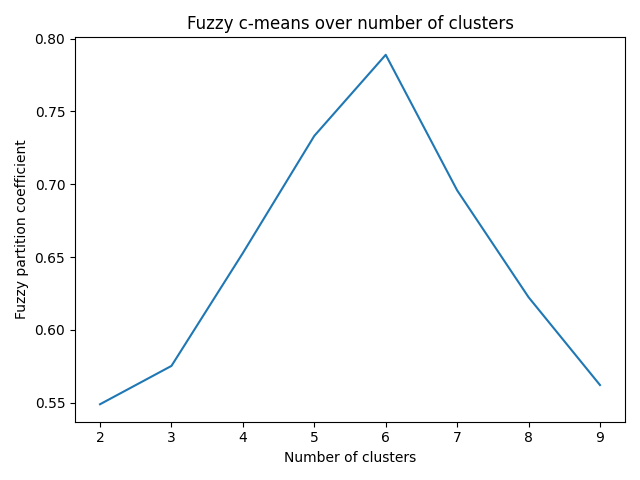 Fuzzy c-means over number of clusters
0.80
0.75
0.70
0.65
0.60
0.55
Fuzzy partition coefficient
2 3 4 5 6 7 8 9
Number of clusters